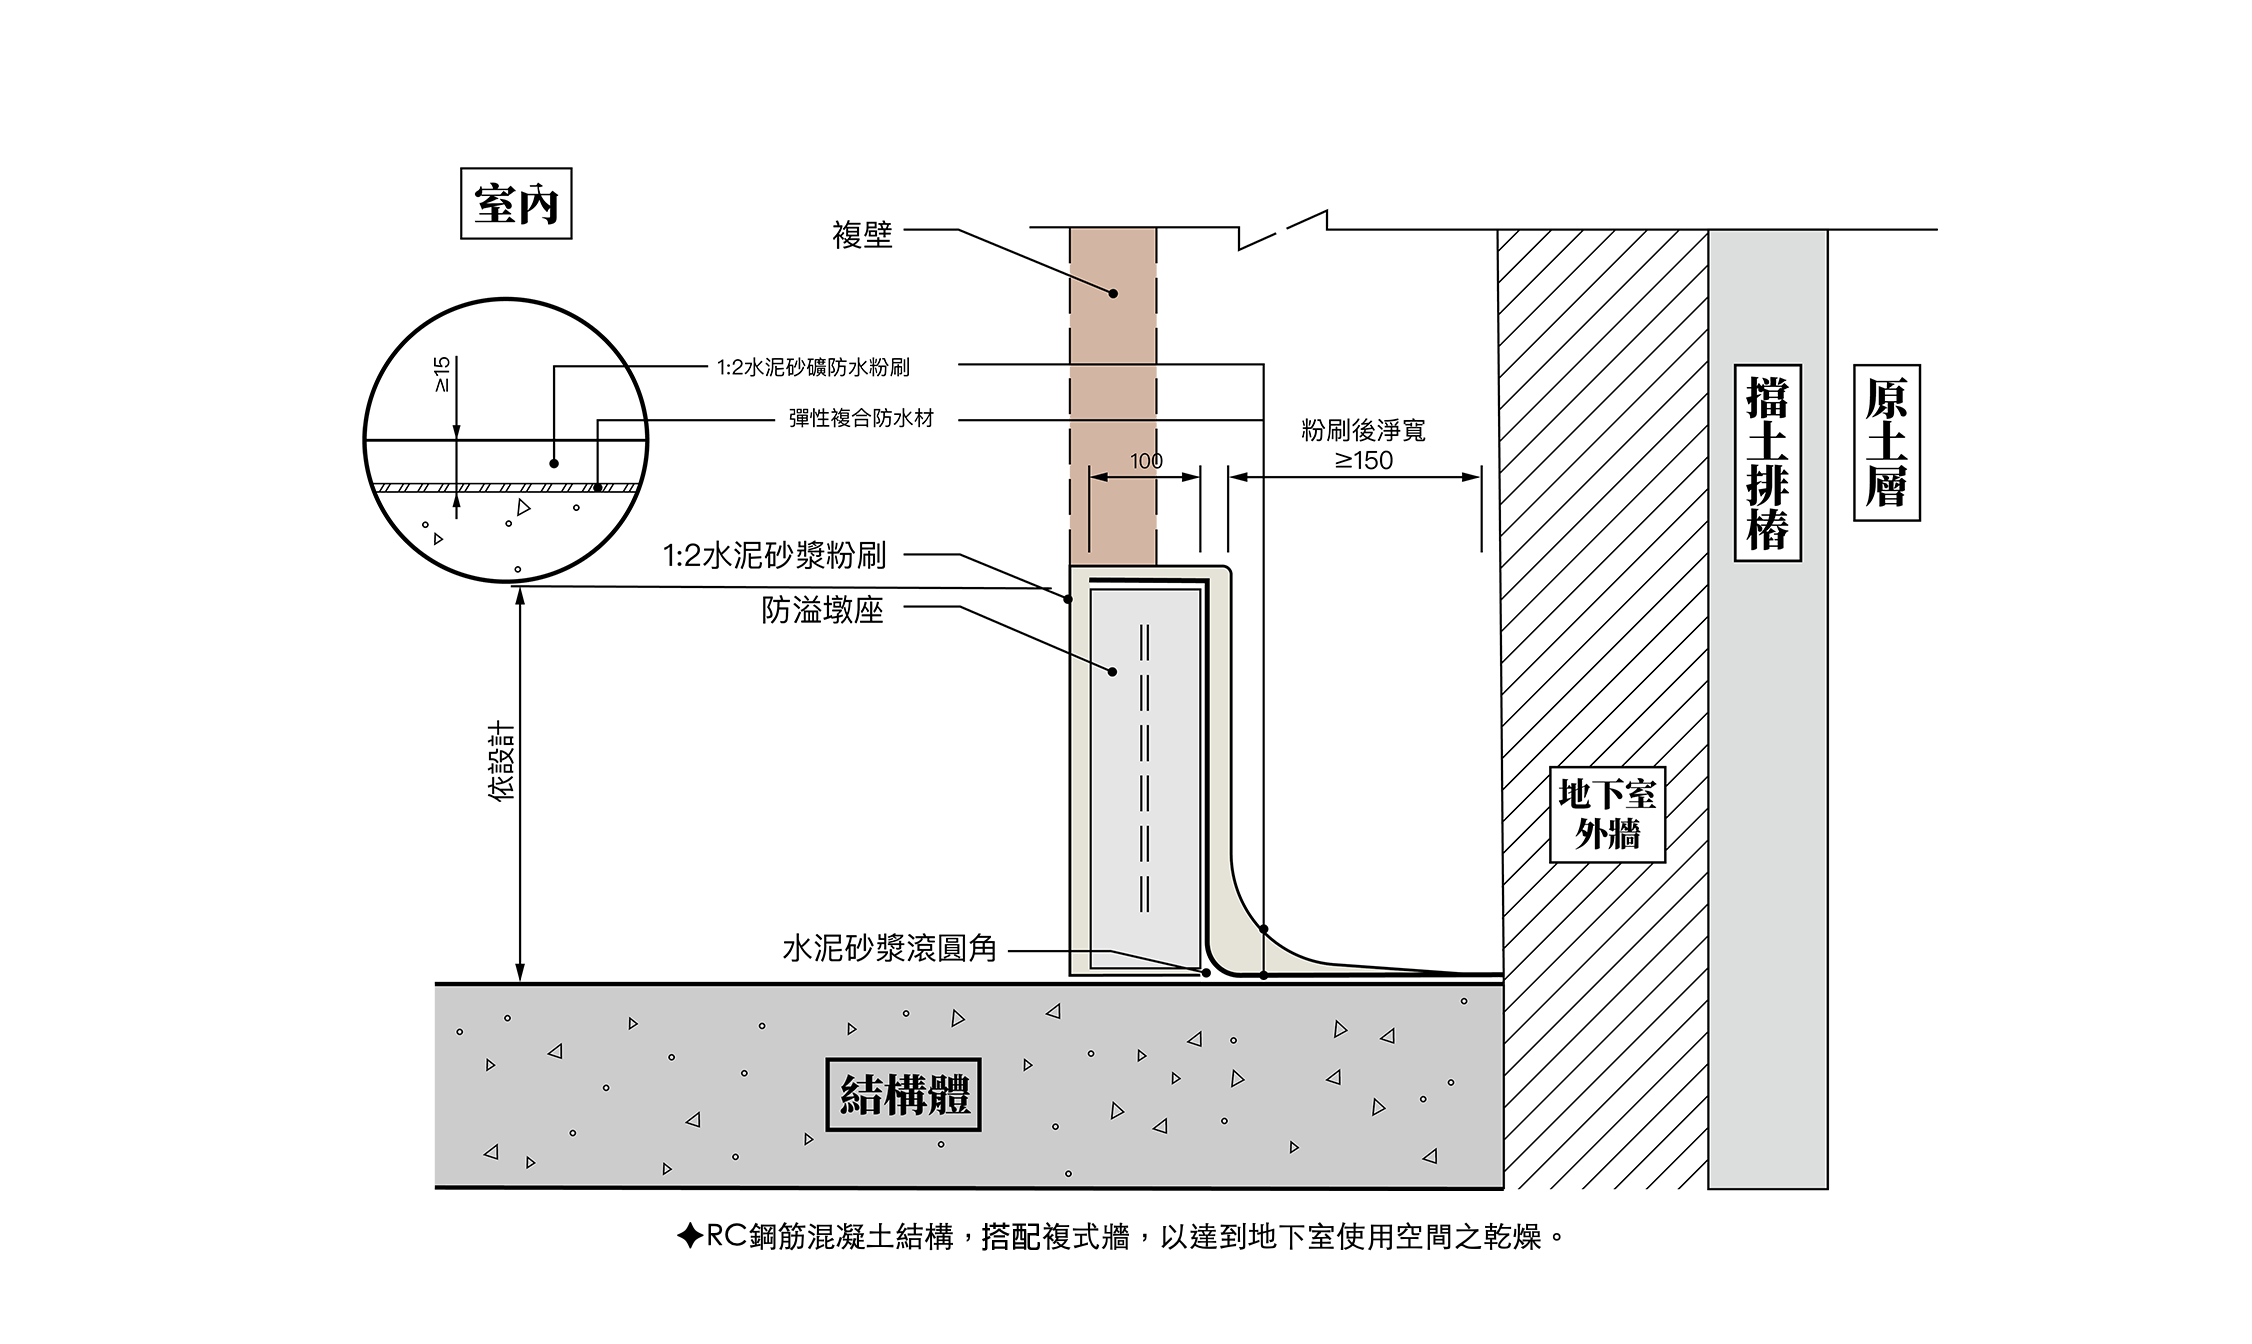 室內
複壁
≥15
1:2水泥砂礦防水粉刷
彈性複合防水材
粉刷後淨寬
≥150
100
擋土排樁
原土層
1:2水泥砂漿粉刷
防溢墩座
依設計
地下室
外牆
水泥砂漿滾圓角
結構體
✦RC鋼筋混凝土結構，搭配複式牆，以達到地下室使用空間之乾燥。